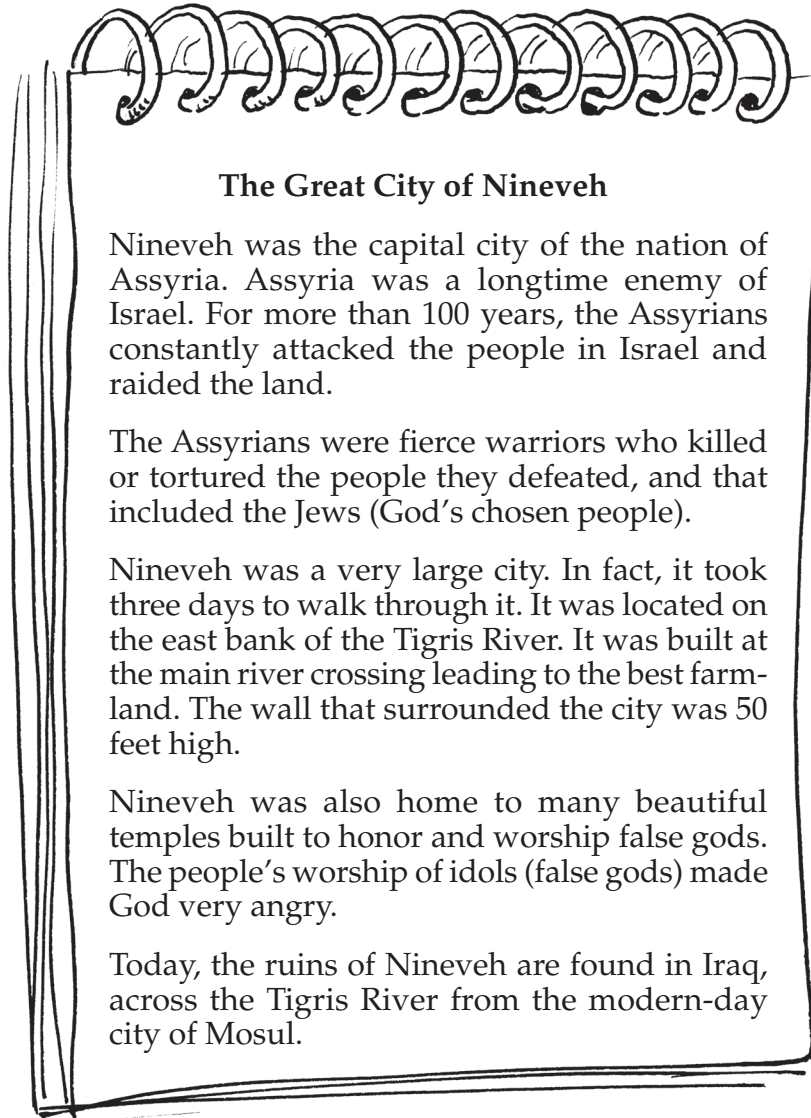 The Great City of Nineveh
Nineveh was the capital city of the nation of
Assyria. Assyria was a longtime enemy of
Israel. For more than 100 years, the Assyrians
constantly attacked the people in Israel and
raided the land.
The Assyrians were fierce warriors who killed
or tortured the people they defeated, and that
included the Jews (God’s chosen people).
Nineveh was a very large city. In fact, it took
three days to walk through it. It was located on
the east bank of the Tigris River. It was built at
the main river crossing leading to the best farm-
land. The wall that surrounded the city was 50
feet high.
Nineveh was also home to many beautiful
temples built to honor and worship false gods.
The people’s worship of idols (false gods) made
God very angry.
Today, the ruins of Nineveh are found in Iraq,
across the Tigris River from the modern-day
city of Mosul.